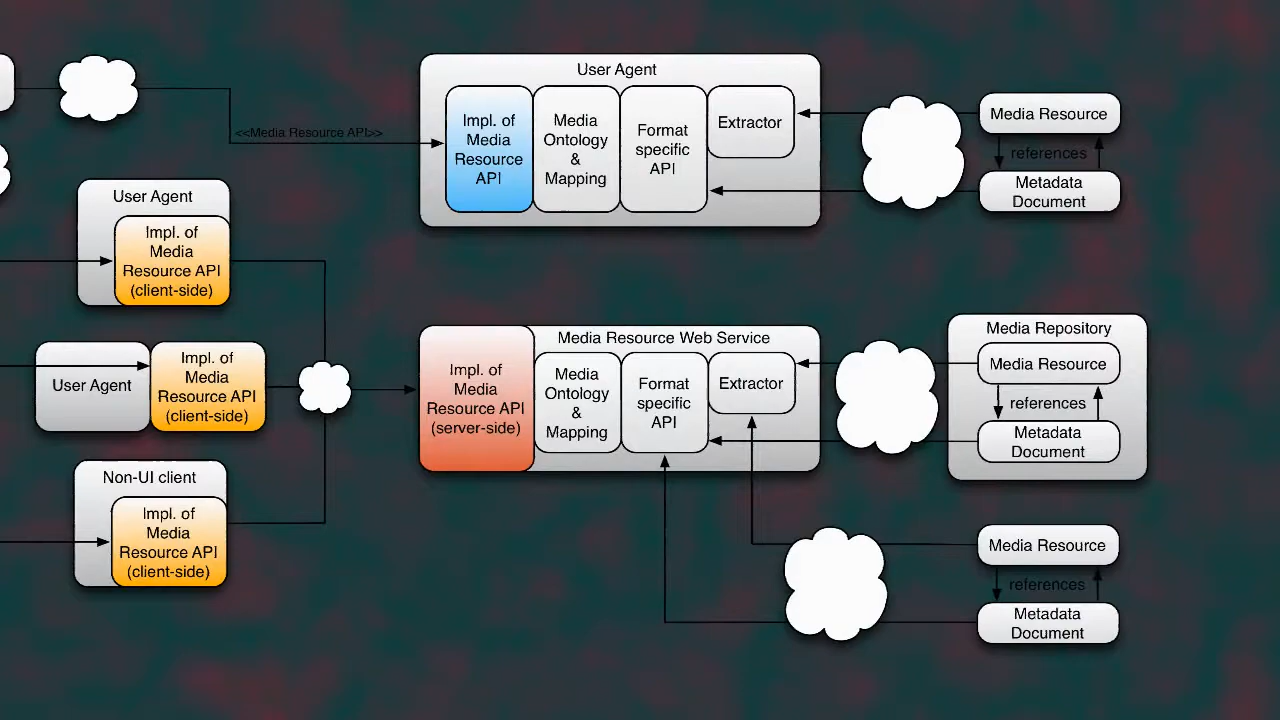 User Agent
Impl. of
Media
Resource
API
Media
Ontology
&
Mapping
Format
specific
API
Extractor
Media Resource
references
Metadata
Document
<<Media Resource API>>
User Agent
Impl. of
Media
Resource API
(client-side)
User Agent
Impl. of
Media
Resource API
(client-side)
Non-UI client
Impl. of
Media
Resource API
(client-side)
Media Resource Web Service
Impl. of
Media
Resource API
(server-side)
Media
Ontology
&
Mapping
Format
specific
API
Extractor
Media Repository
Media Resource
references
Metadata
Document
Media Resource
references
Metadata
Document